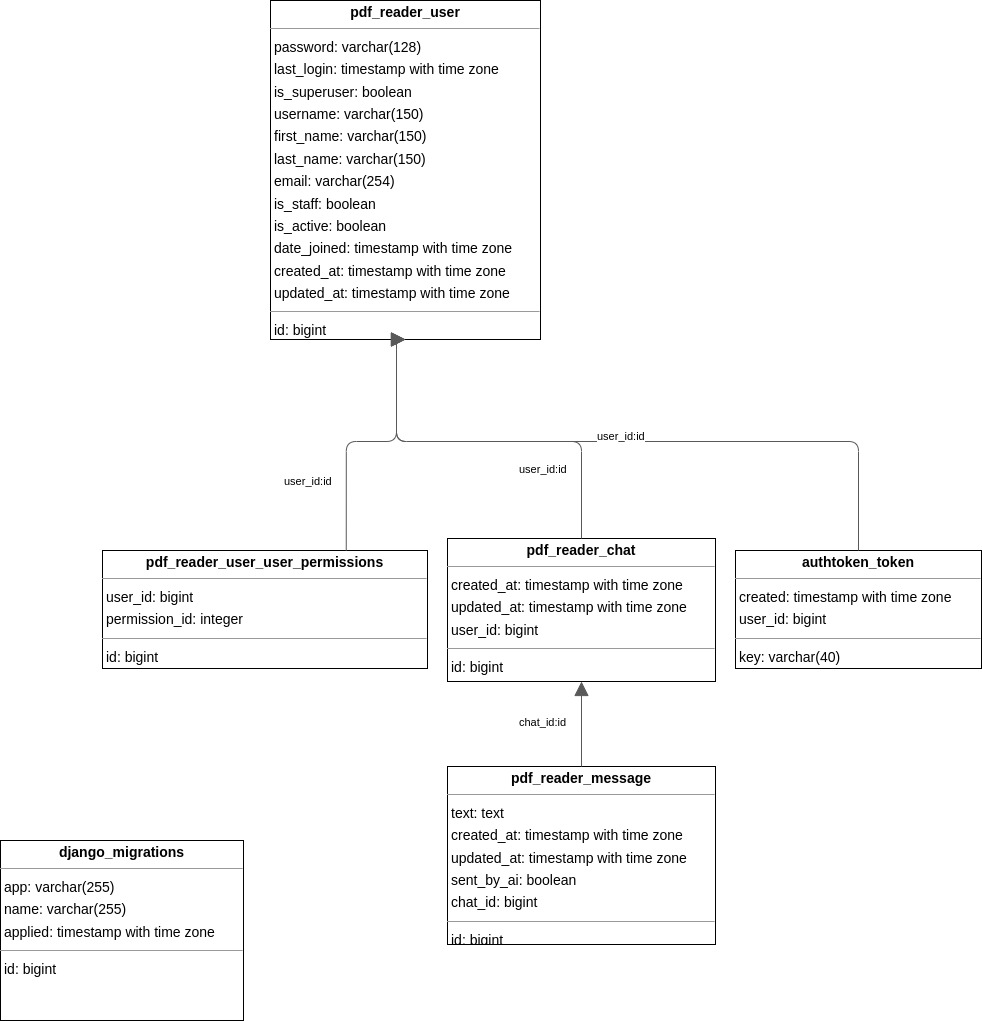 pdf_reader_user
password: varchar(128)
last_login: timestamp with time zone
is_superuser: boolean
username: varchar(150)
first_name: varchar(150)
last_name: varchar(150)
email: varchar(254)
is_staff: boolean
is_active: boolean
date_joined: timestamp with time zone
created_at: timestamp with time zone
updated_at: timestamp with time zone
id: bigint
user_id:id
user_id:id
user_id:id
pdf_reader_user_user_permissions
user_id: bigint
permission_id: integer
id: bigint
pdf_reader_chat
created_at: timestamp with time zone
updated_at: timestamp with time zone
user_id: bigint
id: bigint
authtoken_token
created: timestamp with time zone
user_id: bigint
key: varchar(40)
chat_id:id
pdf_reader_message
text: text
created_at: timestamp with time zone
updated_at: timestamp with time zone
sent_by_ai: boolean
chat_id: bigint
id: bigint
django_migrations
app: varchar(255)
name: varchar(255)
applied: timestamp with time zone
id: bigint